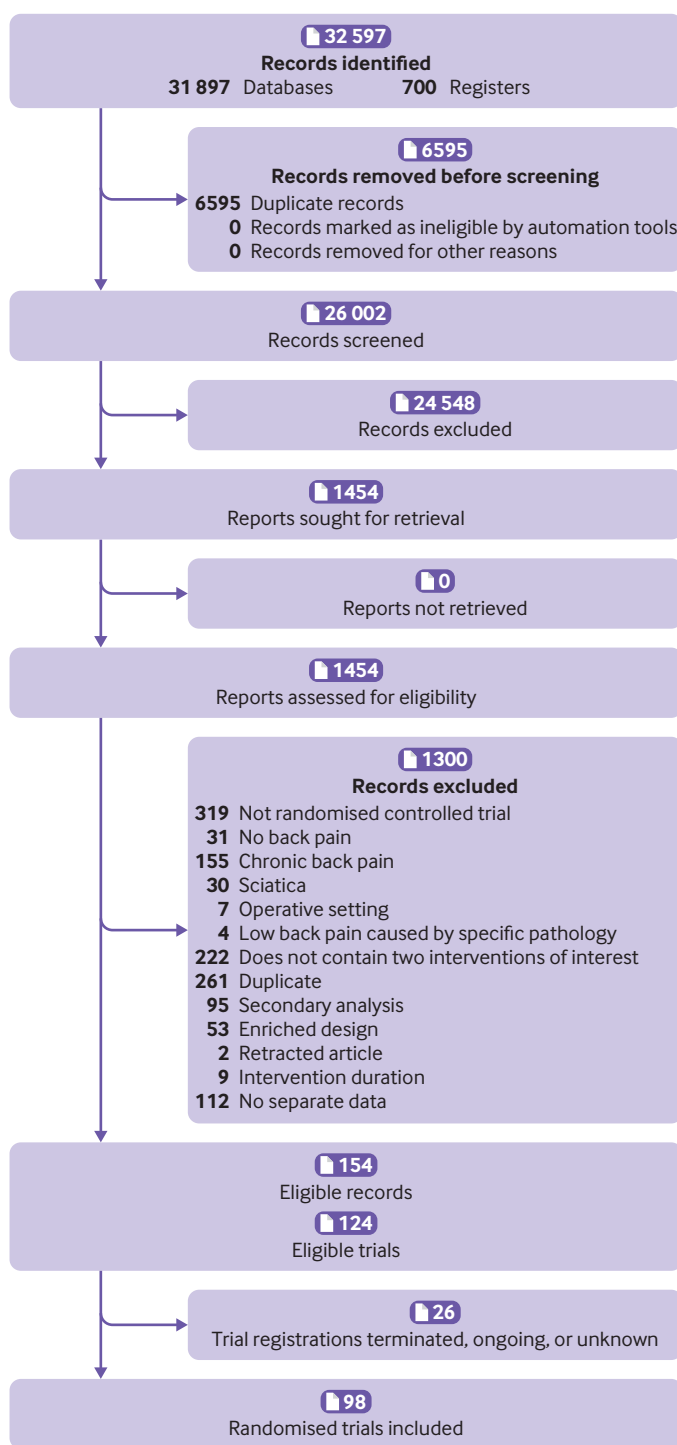 32 597
Records identified
31 897 Databases 700 Registers
6595
Records removed before screening
6595 Duplicate records
0 Records marked as ineligible by automation tools
0 Records removed for other reasons
26 002
Records screened
24 548
Records excluded
1454
Reports sought for retrieval
0
Reports not retrieved
1454
Reports assessed for eligibility
1300
Records excluded
319 Not randomised controlled trial
31 No back pain
155 Chronic back pain
30 Sciatica
7 Operative setting
4 Low back pain caused by specific pathology
222 Does not contain two interventions of interest
261 Duplicate
95 Secondary analysis
53 Enriched design
2 Retracted article
9 Intervention duration
112 No separate data
154
Eligible records
124
Eligible trials
26
Trial registrations terminated, ongoing, or unknown
98
Randomised trials included